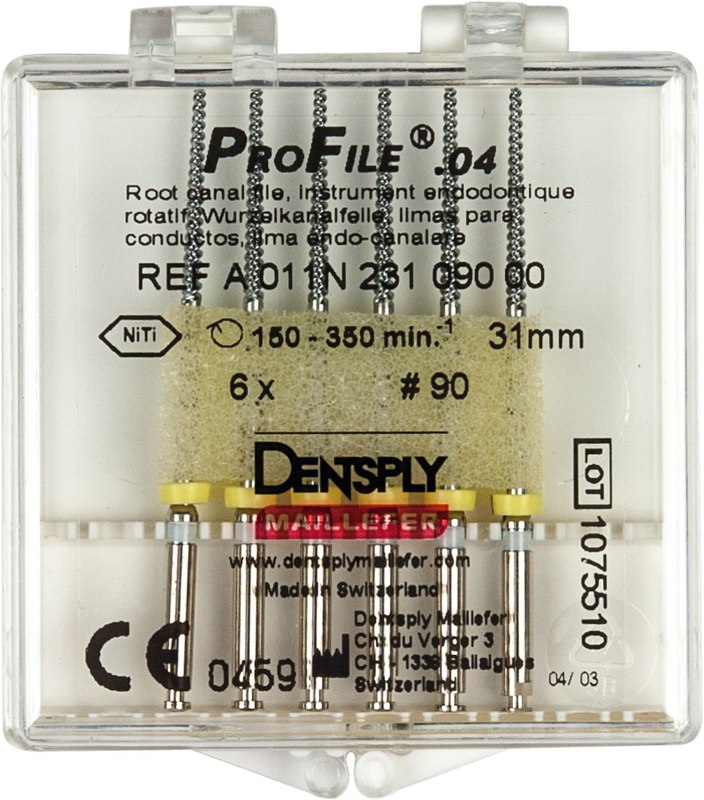 PROFILE® .04
Root canal file, instrument endodontique
rotatif, Wurzelkanalfeile, limas para
conductos, lima endo-canalare
REF A 011N 231 090 00
NiTi 150 - 350 min.-1 31mm
6 x # 90
DENTSPLY
MAILLEFER
www.dentsplymaillefer.com
Made in Switzerland
Dentsply Maillefer
Ch. du Verger 3
CH - 1338 Ballaigues
Switzerland
CE 0459
04/ 03
LOT 1075510